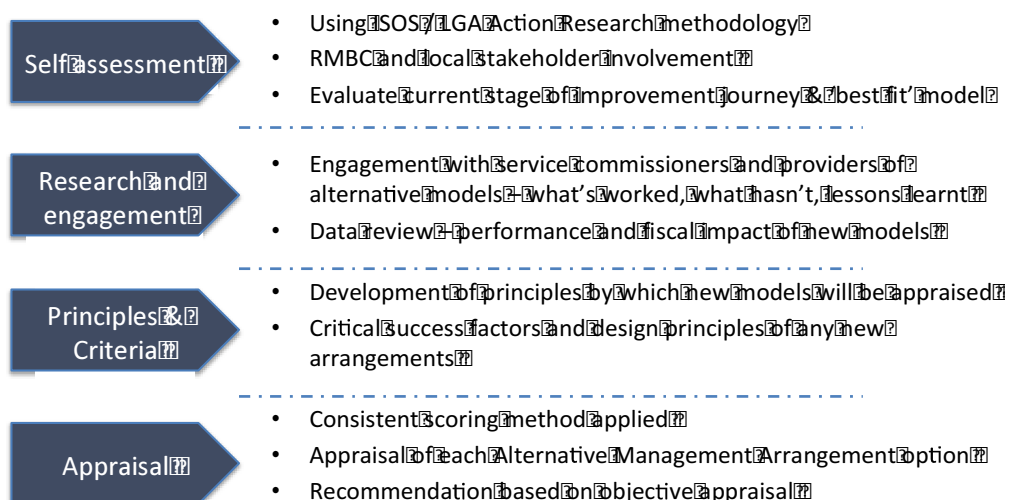 Self assessment
• Using ISOS / LGA Action Research methodology
• RMBC and local stakeholder involvement
• Evaluate current stage of improvement journey & 'best fit' model
Research and
engagement
• Engagement with service commissioners and providers of
alternative models – what's worked, what hasn't, lessons learnt
• Data review – performance and fiscal impact of new models
Principles &
Criteria
• Development of principles by which new models will be appraised
• Critical success factors and design principles of any new
arrangements
Appraisal
• Consistent scoring method applied
• Appraisal of each Alternative Management Arrangement option
• Recommendation based on objective appraisal